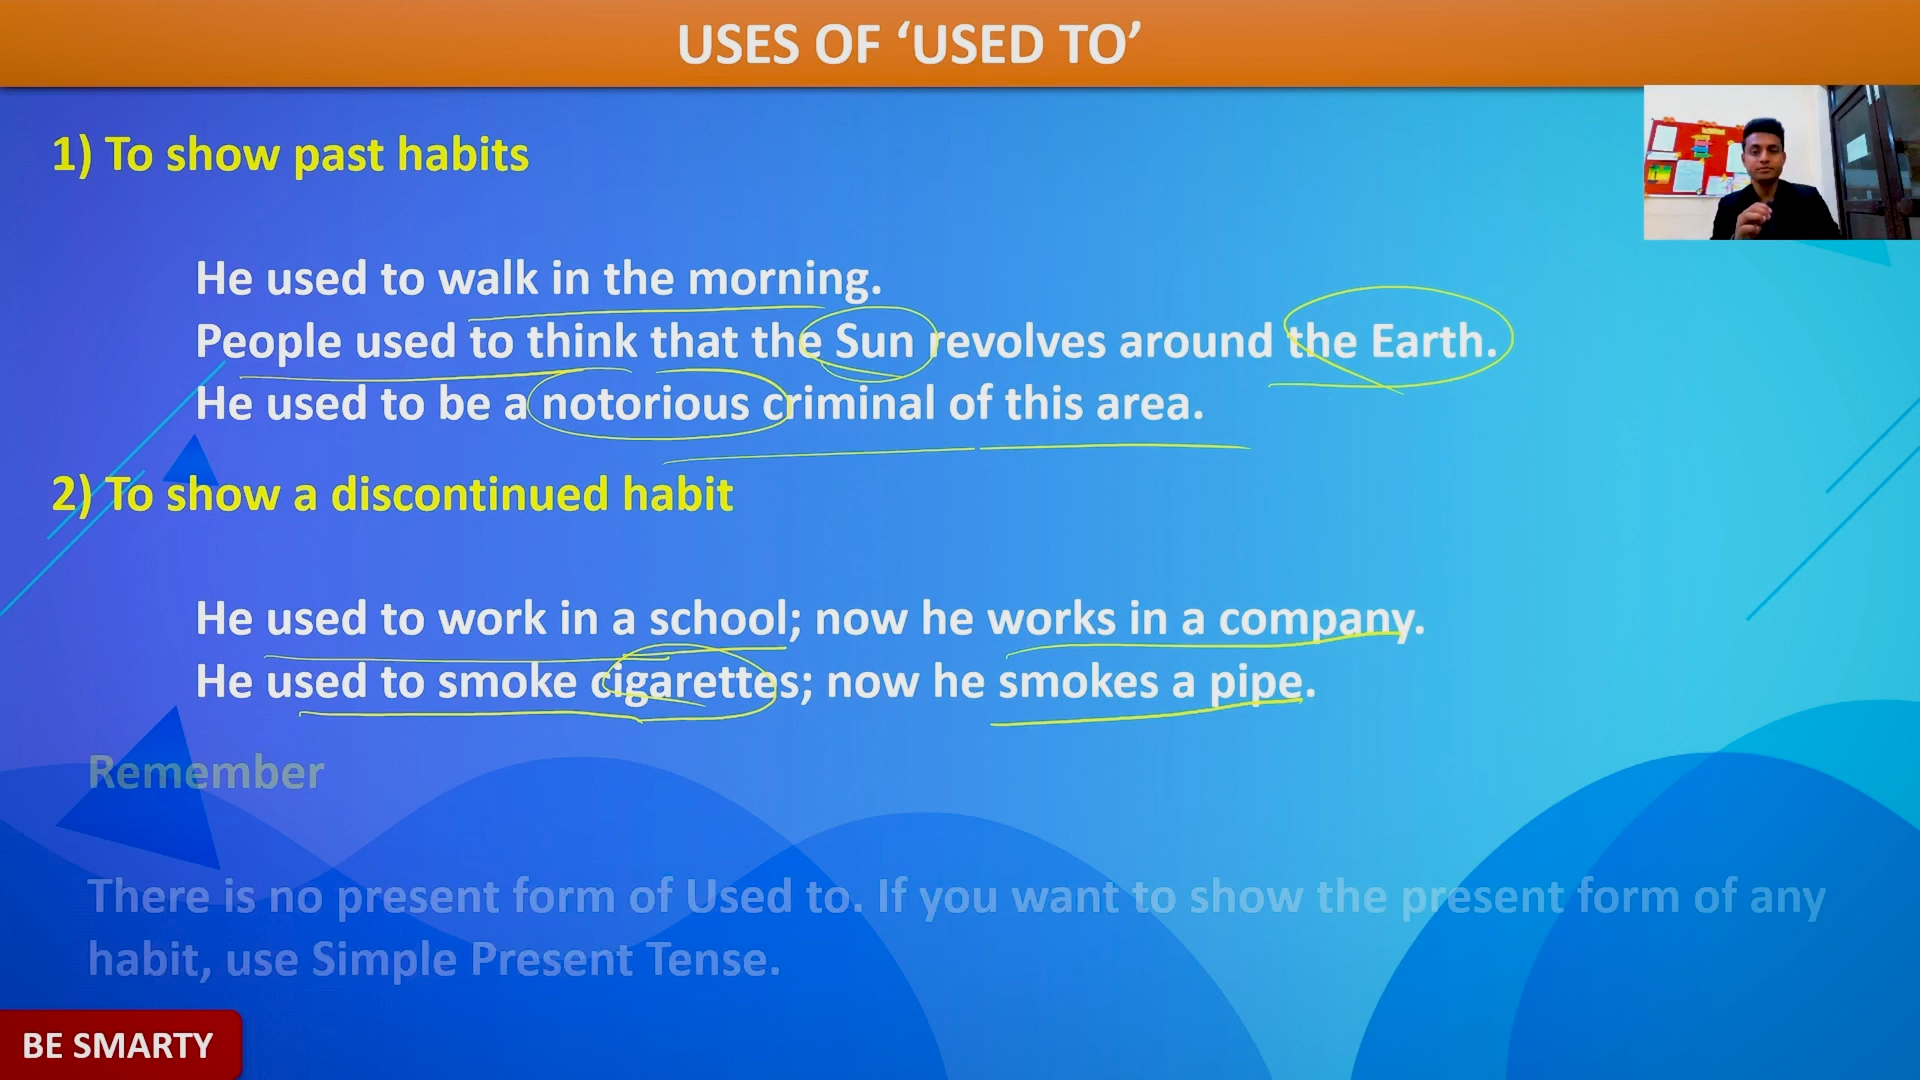 USES OF ‘USED TO’
1) To show past habits
He used to walk in the morning.
People used to think that the Sun revolves around the Earth.
He used to be a notorious criminal of this area.
2) To show a discontinued habit
He used to work in a school; now he works in a company.
He used to smoke cigarettes; now he smokes a pipe.
Remember
There is no present form of Used to. If you want to show the present form of any
habit, use Simple Present Tense.
BE SMARTY